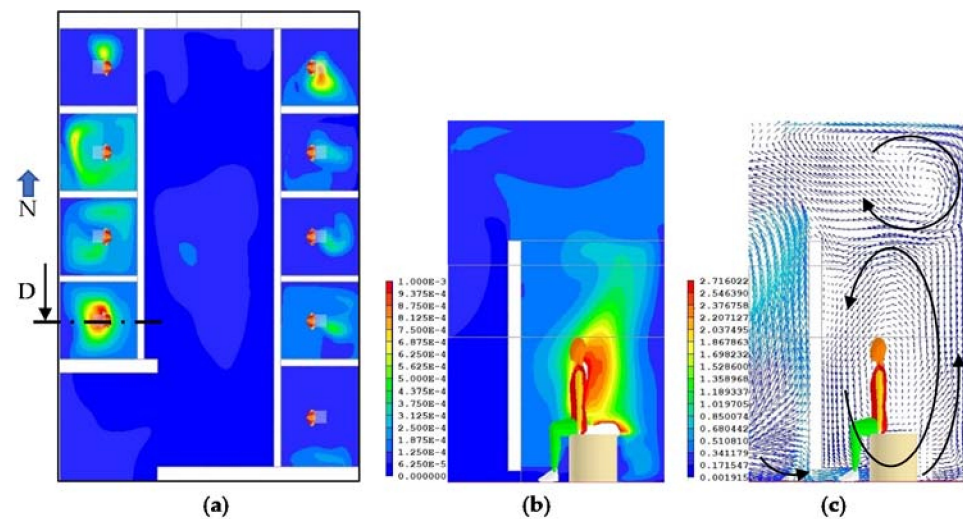 N
D
1.000E-3
9.375E-4
8.750E-4
8.125E-4
7.500E-4
6.875E-4
6.250E-4
5.625E-4
5.000E-4
4.375E-4
3.750E-4
3.125E-4
2.500E-4
1.875E-4
1.250E-4
6.250E-5
0.000000
2.716022
2.546390
2.376758
2.207127
2.037495
1.867863
1.698232
1.528600
1.358968
1.189337
1.019705
0.850074
0.680442
0.510810
0.341179
0.171547
0.001915
(a)
(b)
(c)